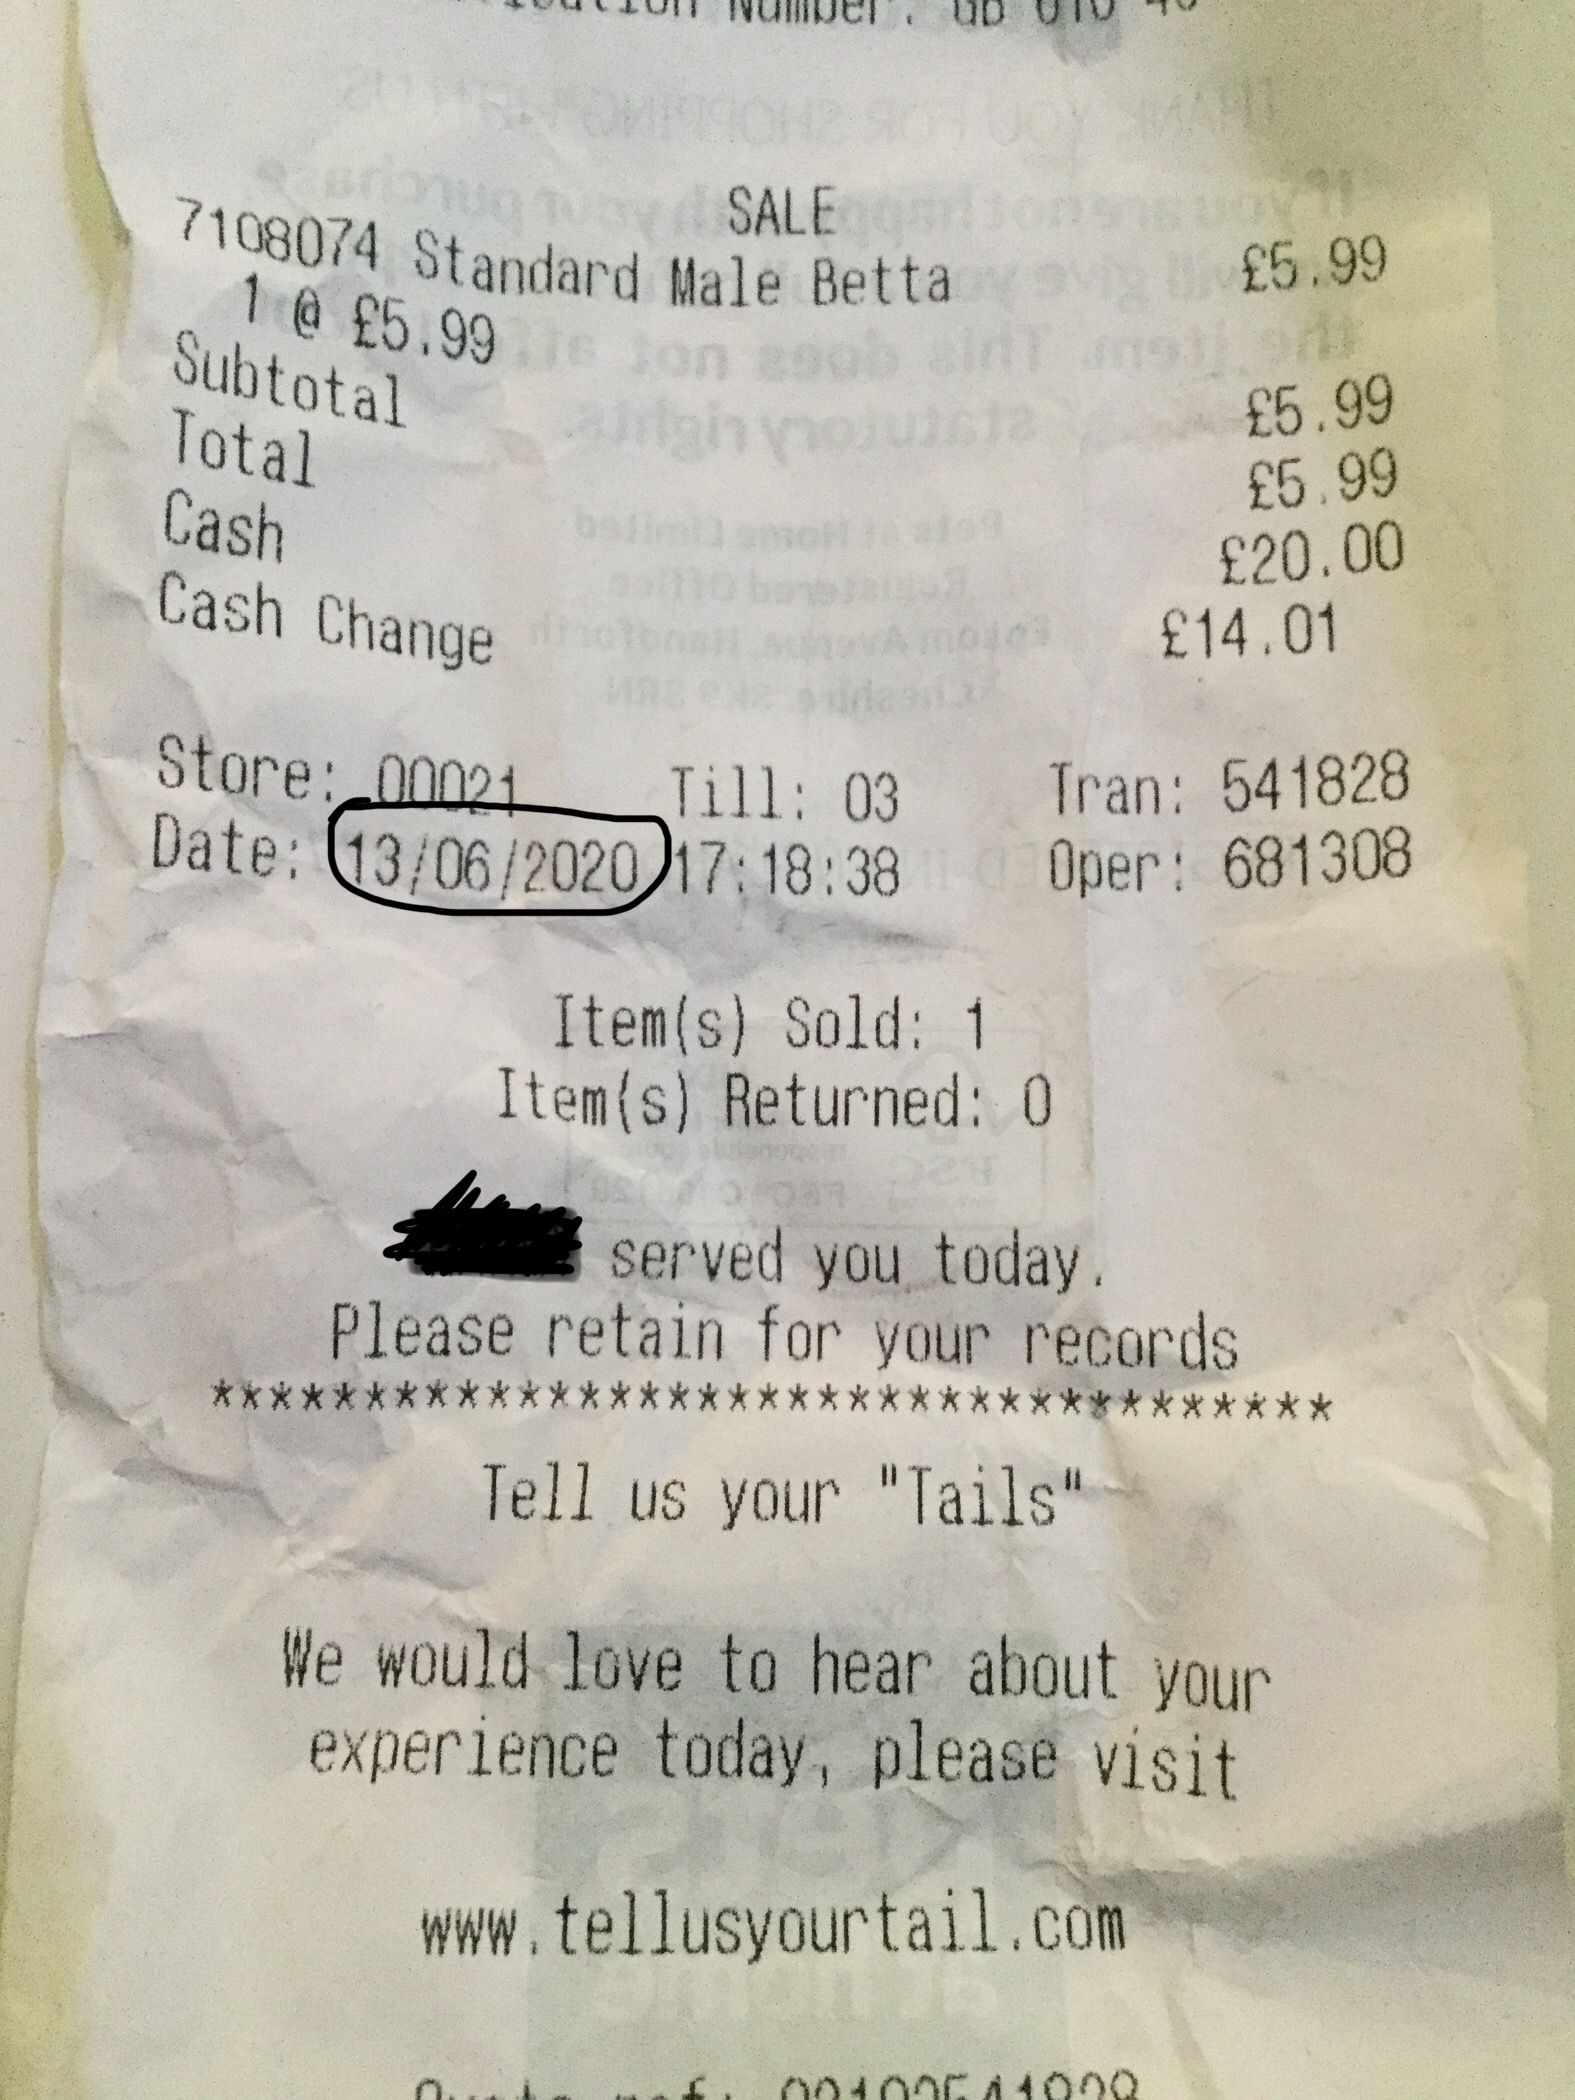 Number: GB
SALE
7108074 Standard Male Betta £5.99
1 @ £5.99
Subtotal £5.99
Total £5.99
Cash £20.00
Cash Change £14.01
Store: 00021 Till: 03 Tran: 541828
Date: 13/06/2020 17:18:38 Oper: 681308
Item(s) Sold: 1
Item(s) Returned: 0
served you today.
Please retain for your records
*************************************
Tell us your "Tails"
We would love to hear about your
experience today, please visit
www.tellusyourtail.com